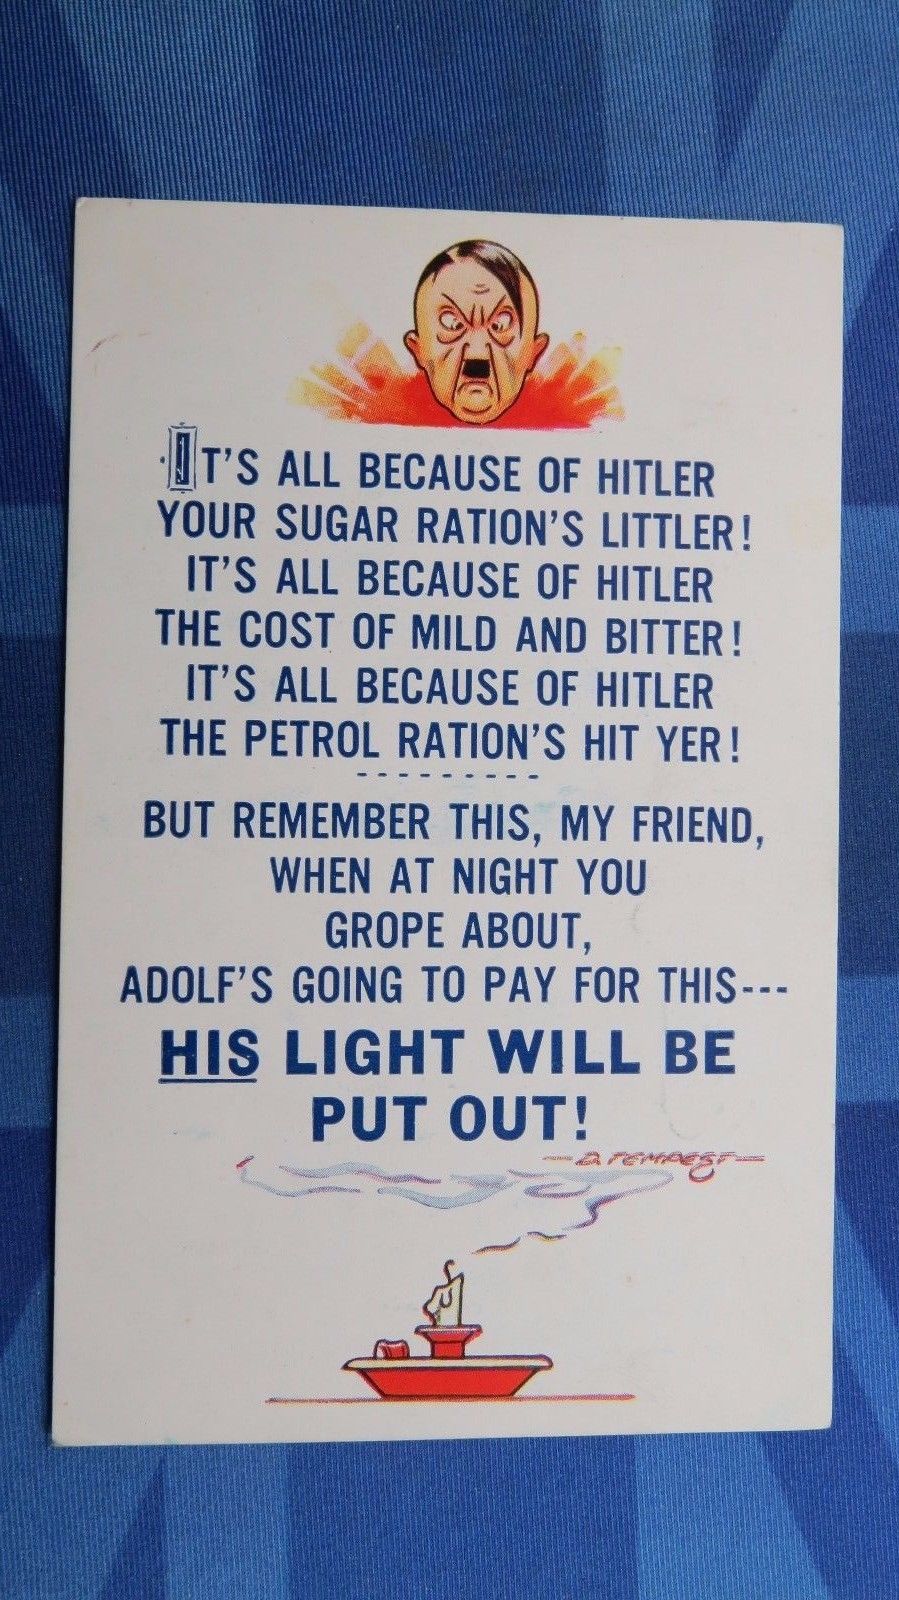 IT'S ALL BECAUSE OF HITLER
YOUR SUGAR RATION'S LITTLER!
IT'S ALL BECAUSE OF HITLER
THE COST OF MILD AND BITTER!
IT'S ALL BECAUSE OF HITLER
THE PETROL RATION'S HIT YER!
---------
BUT REMEMBER THIS, MY FRIEND,
WHEN AT NIGHT YOU
GROPE ABOUT,
ADOLF'S GOING TO PAY FOR THIS---
HIS LIGHT WILL BE
PUT OUT!
—D. TEMPEST—